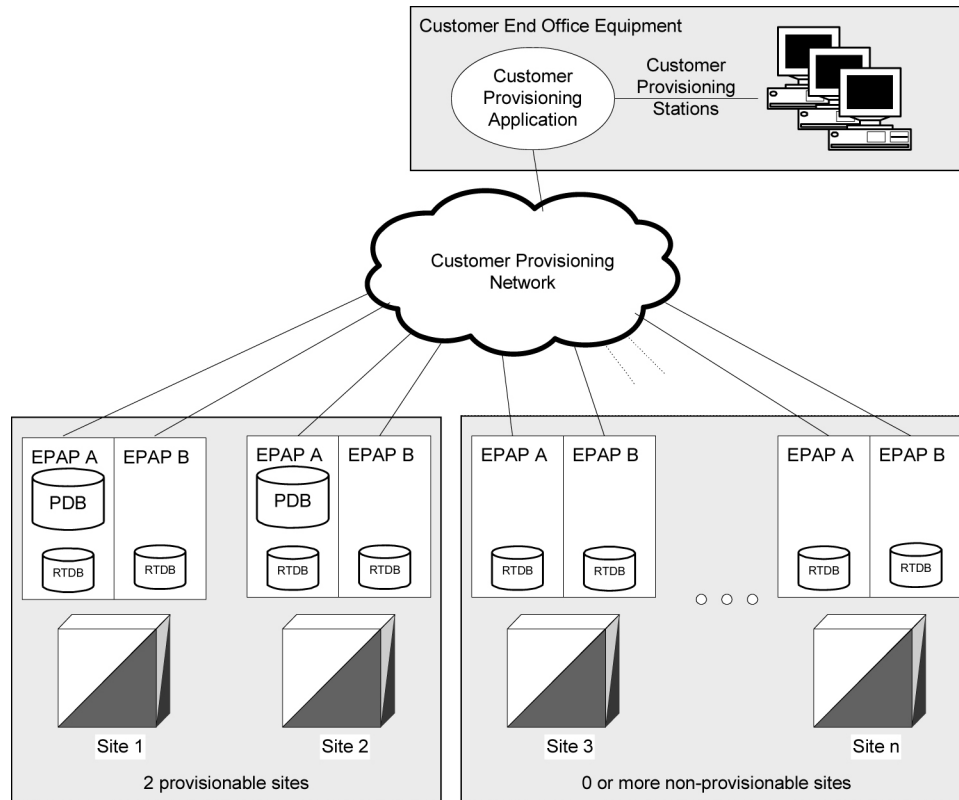 Customer End Office Equipment
Customer
Provisioning
Application
Customer
Provisioning
Stations
Customer Provisioning
Network
EPAP A
EPAP B
PDB
RTDB
RTDB
EPAP A
EPAP B
PDB
RTDB
RTDB
EPAP A
EPAP B
RTDB
RTDB
EPAP A
EPAP B
RTDB
RTDB
Site 1
Site 2
Site 3
Site n
2 provisionable sites
0 or more non-provisionable sites